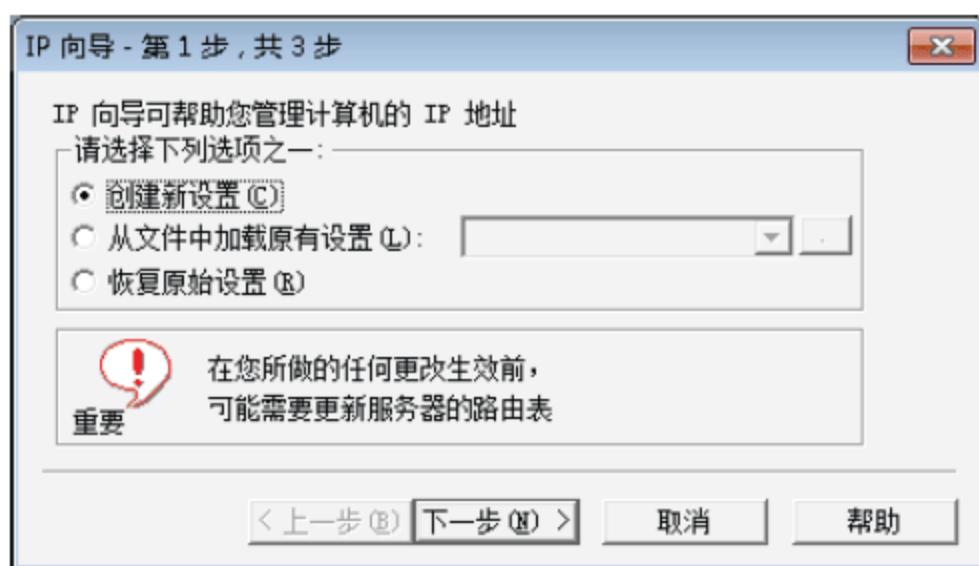 IP 向导 - 第 1 步 , 共 3 步
IP 向导可帮助您管理计算机的 IP 地址
请选择下列选项之一:
创建新设置(C)
从文件中加载原有设置(L):
.
恢复原始设置(R)
在您所做的任何更改生效前，
可能需要更新服务器的路由表
重要
< 上一步(B) 下一步(N) > 取消 帮助